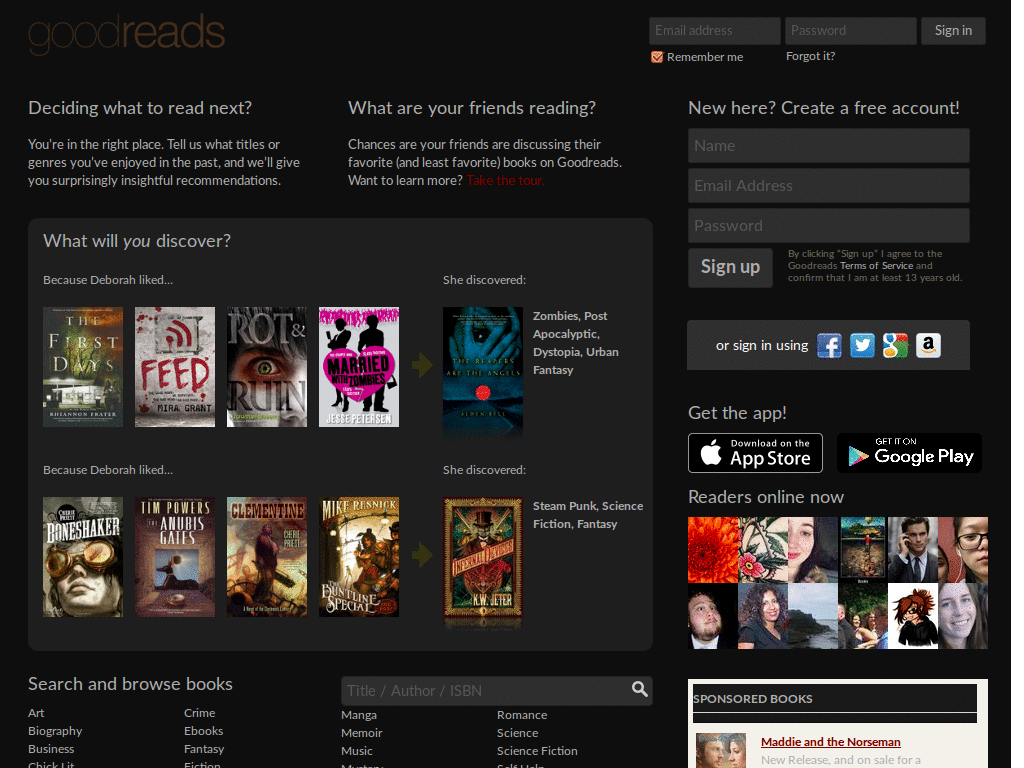 goodreads
Email address
Password
Sign in
Remember me
Forgot it?
Deciding what to read next?
You're in the right place. Tell us what titles or
genres you've enjoyed in the past, and we'll give
you surprisingly insightful recommendations.
What are your friends reading?
Chances are your friends are discussing their
favorite (and least favorite) books on Goodreads.
Want to learn more? Take the tour.
New here? Create a free account!
Name
Email Address
Password
Sign up
By clicking "Sign up" I agree to the
Goodreads Terms of Service and
confirm that I am at least 13 years old.
or sign in using
What will you discover?
Because Deborah liked...
She discovered:
THE
FIRST
DAYS
RHIANNON FRATER
FEED
MIRA GRANT
ROT &
RUIN
MARRIED
WITH ZOMBIES
JESSE PETERSEN
THE REAPERS
ARE THE ANGELS
ALDEN BELL
Zombies, Post
Apocalyptic,
Dystopia, Urban
Fantasy
Because Deborah liked...
She discovered:
CHERIE
PRIEST
BONESHAKER
TIM POWERS
THE ANUBIS
GATES
CLEMENTINE
CHERIE
PRIEST
MIKE RESNICK
THE
BUNTLINE
SPECIAL
INFERNAL DEVICES
K.W. JETER
Steam Punk, Science
Fiction, Fantasy
Get the app!
Download on the
App Store
GET IT ON
Google Play
Readers online now
Search and browse books
Title / Author / ISBN
Art
Biography
Business
Chick Lit
Crime
Ebooks
Fantasy
Fiction
Manga
Memoir
Music
Mystery
Romance
Science
Science Fiction
Self Help
SPONSORED BOOKS
Maddie and the Norseman
New Release, and on sale for a